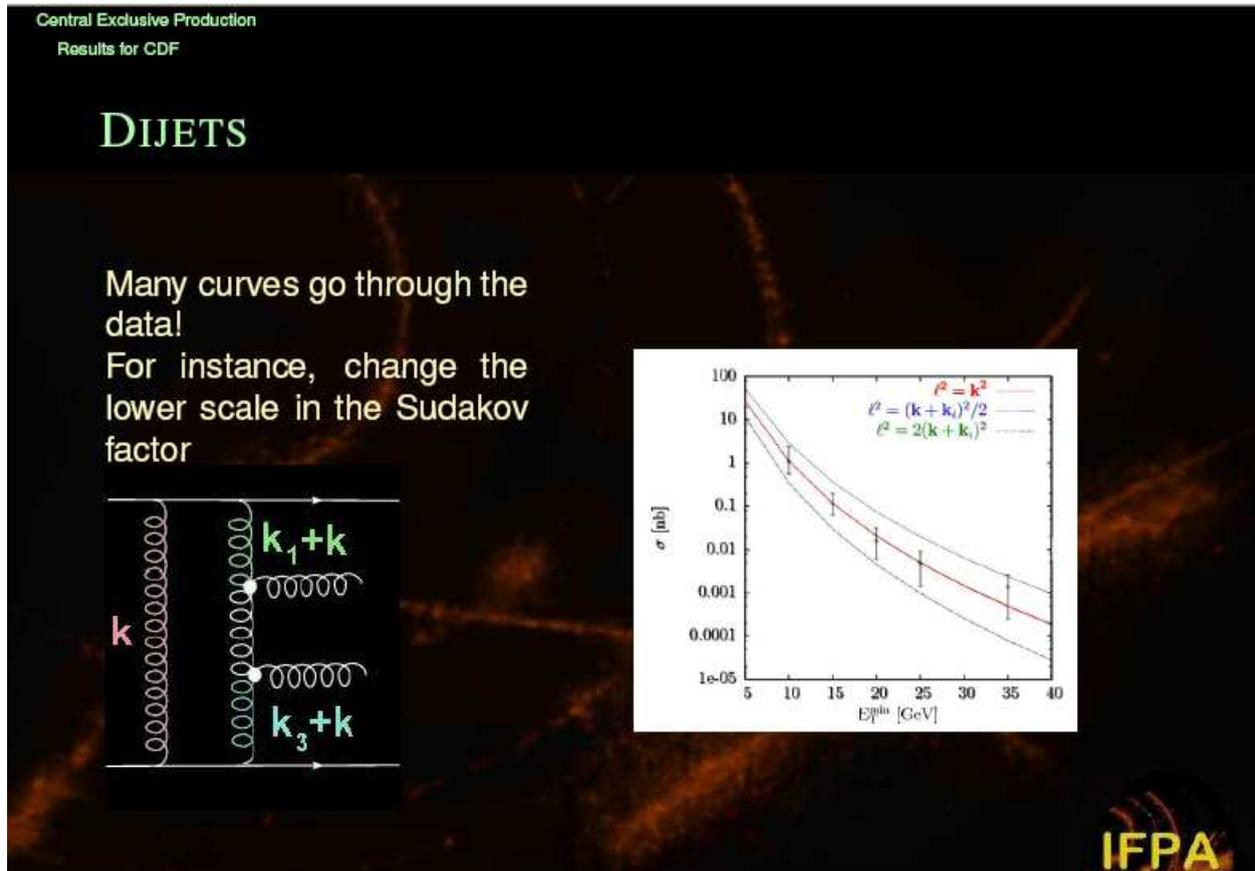 Central Exclusive Production
Results for CDF
DIJETS
Many curves go through the
data!
For instance, change the
lower scale in the Sudakov
factor
k₁+k
k
k₃+k
ℓ² = k²
ℓ² = (k + kᵢ)²/2
ℓ² = 2(k + kᵢ)²
100
10
1
0.1
0.01
0.001
0.0001
1e-05
σ [nb]
5 10 15 20 25 30 35 40
E_T^min [GeV]
IFPA